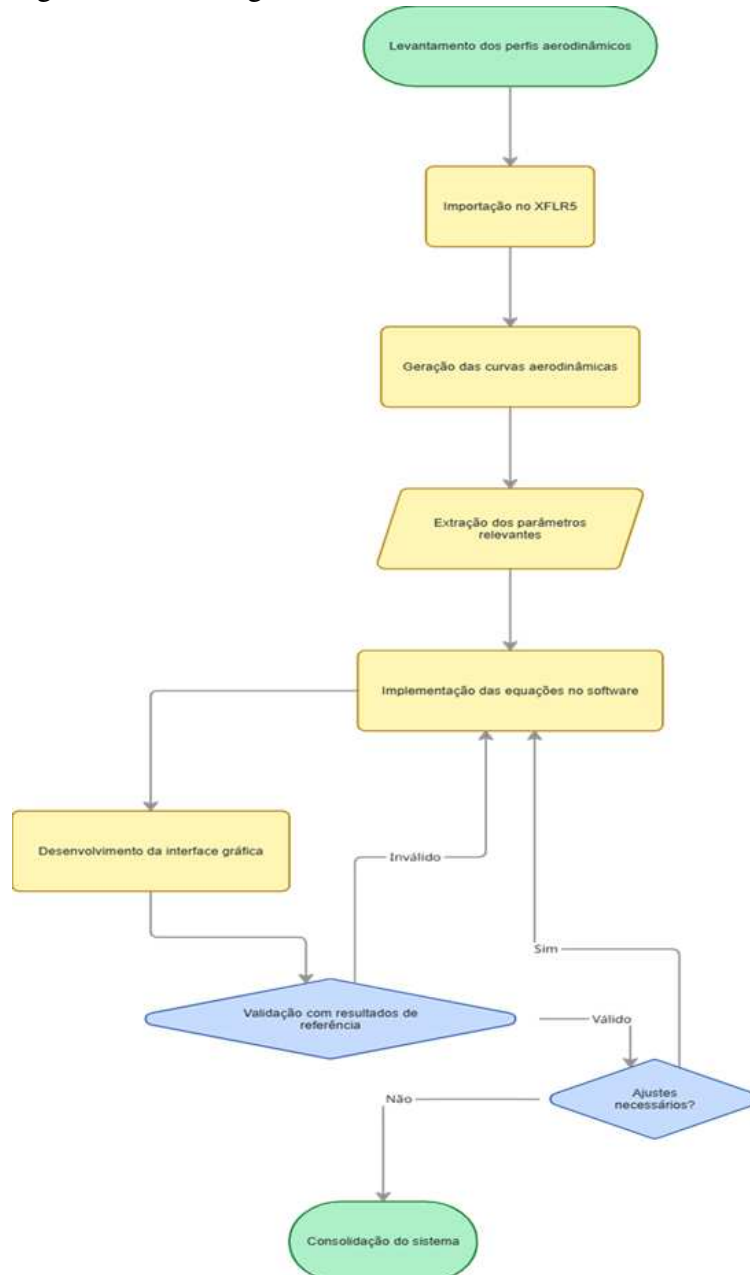 Levantamento dos perfis aerodinâmicos
Importação no XFLR5
Geração das curvas aerodinâmicas
Extração dos parâmetros
relevantes
Implementação das equações no software
Desenvolvimento da interface gráfica
Inválido
Sim
Validação com resultados de
referência
Válido
Ajustes
necessários?
Não
Consolidação do sistema